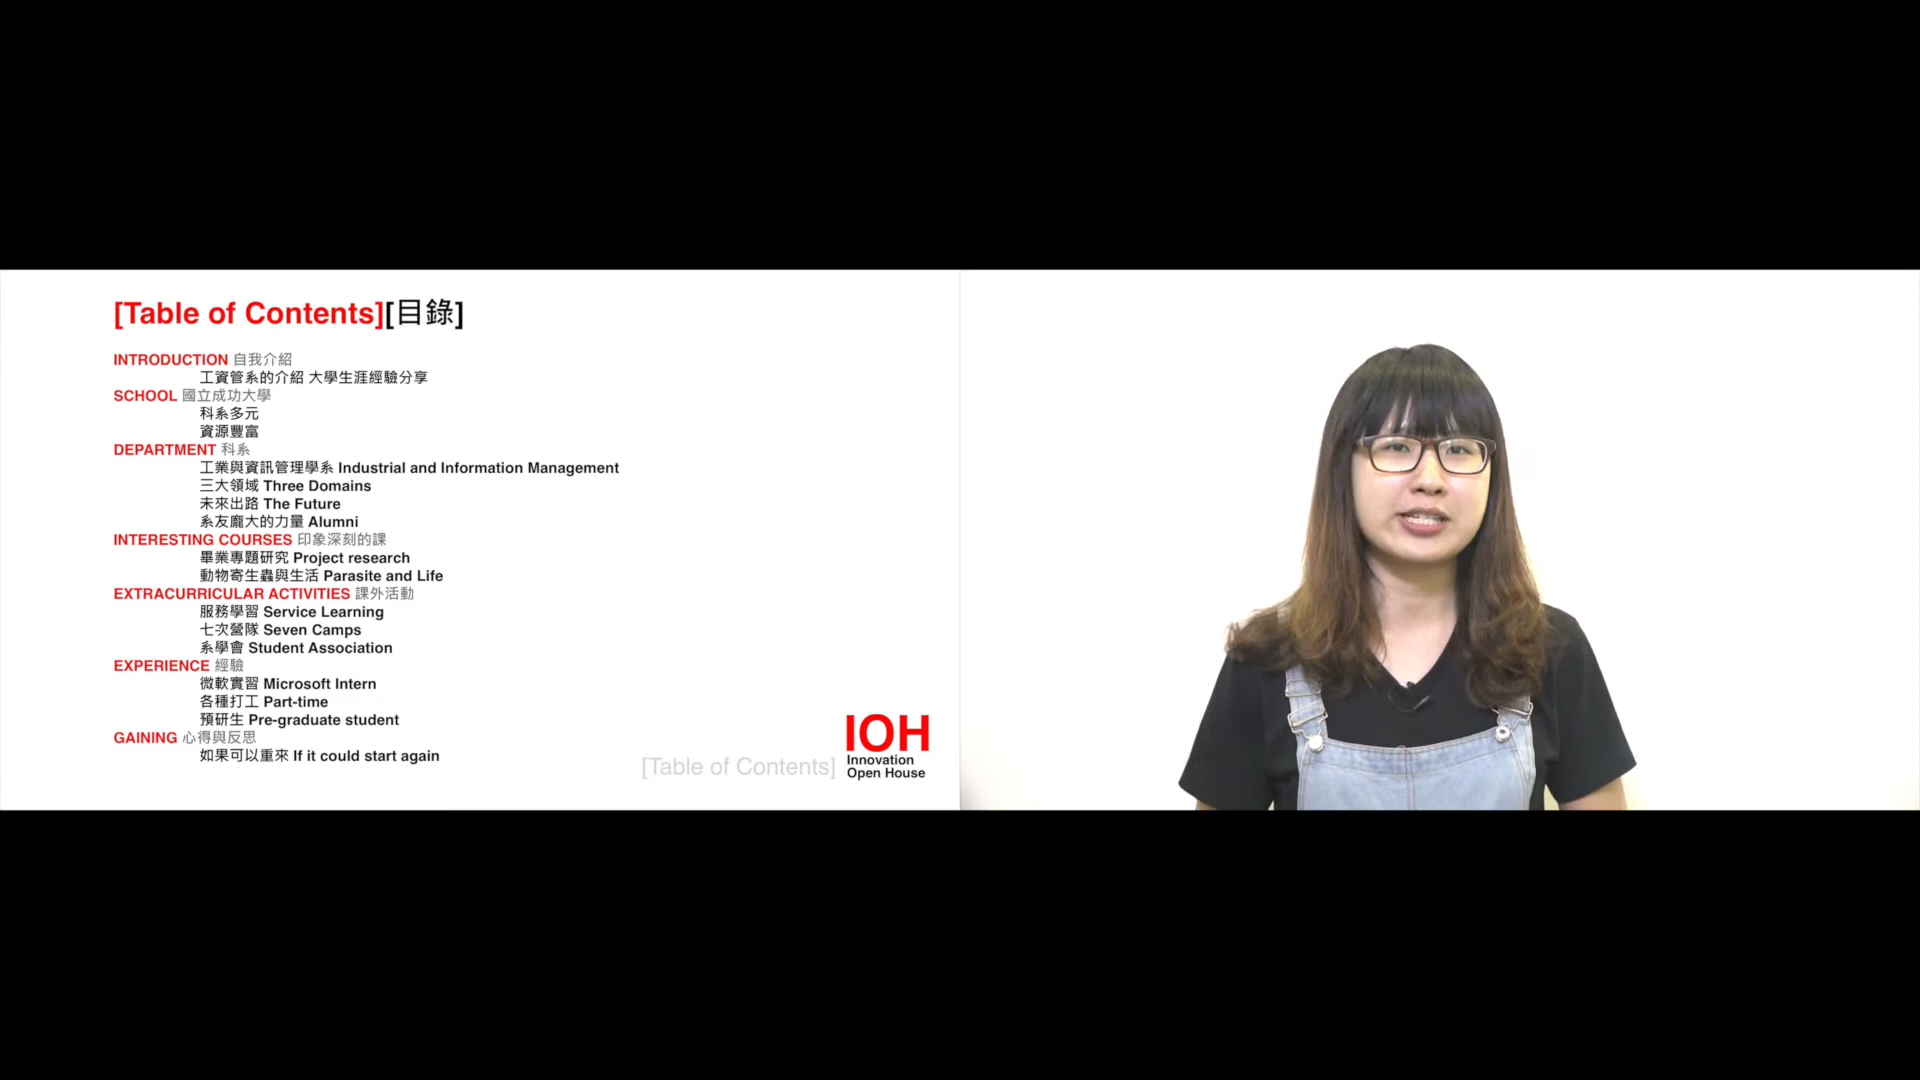 [Table of Contents][目錄]
INTRODUCTION 自我介紹
工資管系的介紹 大學生涯經驗分享
SCHOOL 國立成功大學
科系多元
資源豐富
DEPARTMENT 科系
工業與資訊管理學系 Industrial and Information Management
三大領域 Three Domains
未來出路 The Future
系友龐大的力量 Alumni
INTERESTING COURSES 印象深刻的課
畢業專題研究 Project research
動物寄生蟲與生活 Parasite and Life
EXTRACURRICULAR ACTIVITIES 課外活動
服務學習 Service Learning
七次營隊 Seven Camps
系學會 Student Association
EXPERIENCE 經驗
微軟實習 Microsoft Intern
各種打工 Part-time
預研生 Pre-graduate student
GAINING 心得與反思
如果可以重來 If it could start again
[Table of Contents]
IOH
Innovation
Open House